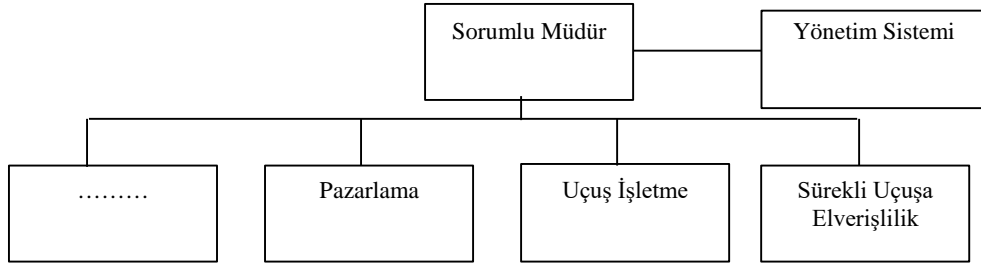 Sorumlu Müdür
Yönetim Sistemi
………
Pazarlama
Uçuş İşletme
Sürekli Uçuşa
Elverişlilik